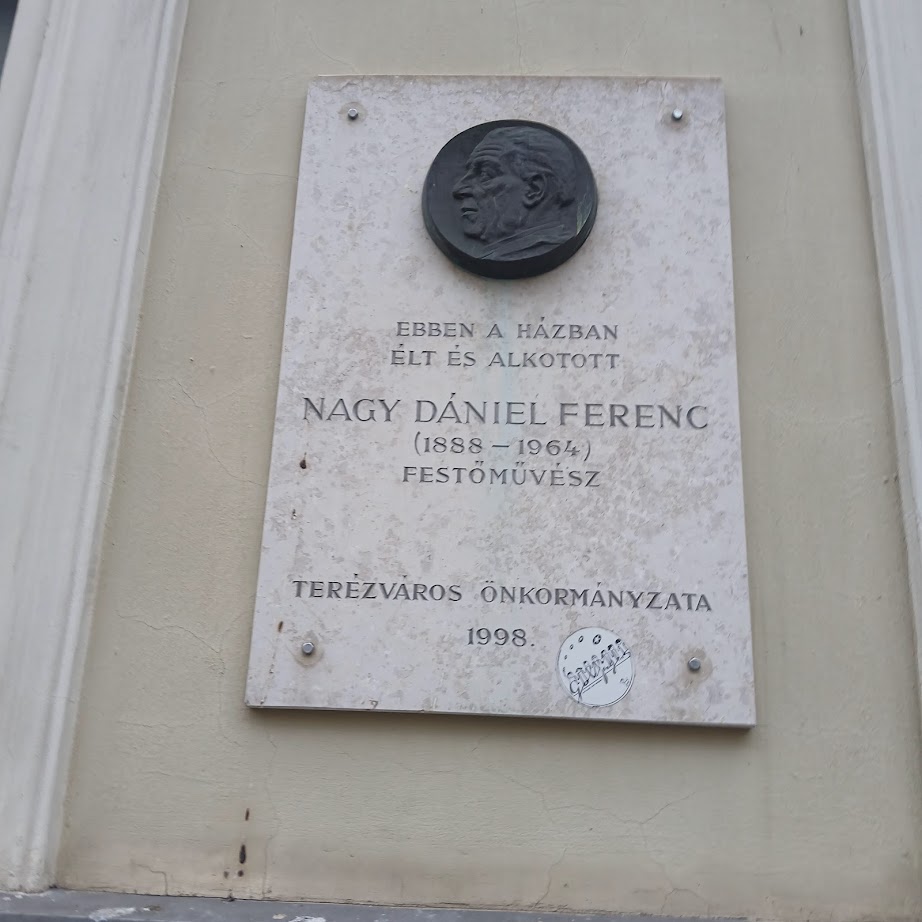 EBBEN A HÁZBAN
ÉLT ÉS ALKOTOTT
NAGY DÁNIEL FERENC
(1888 – 1964)
FESTŐMŰVÉSZ
TERÉZVÁROS ÖNKORMÁNYZATA
1998.